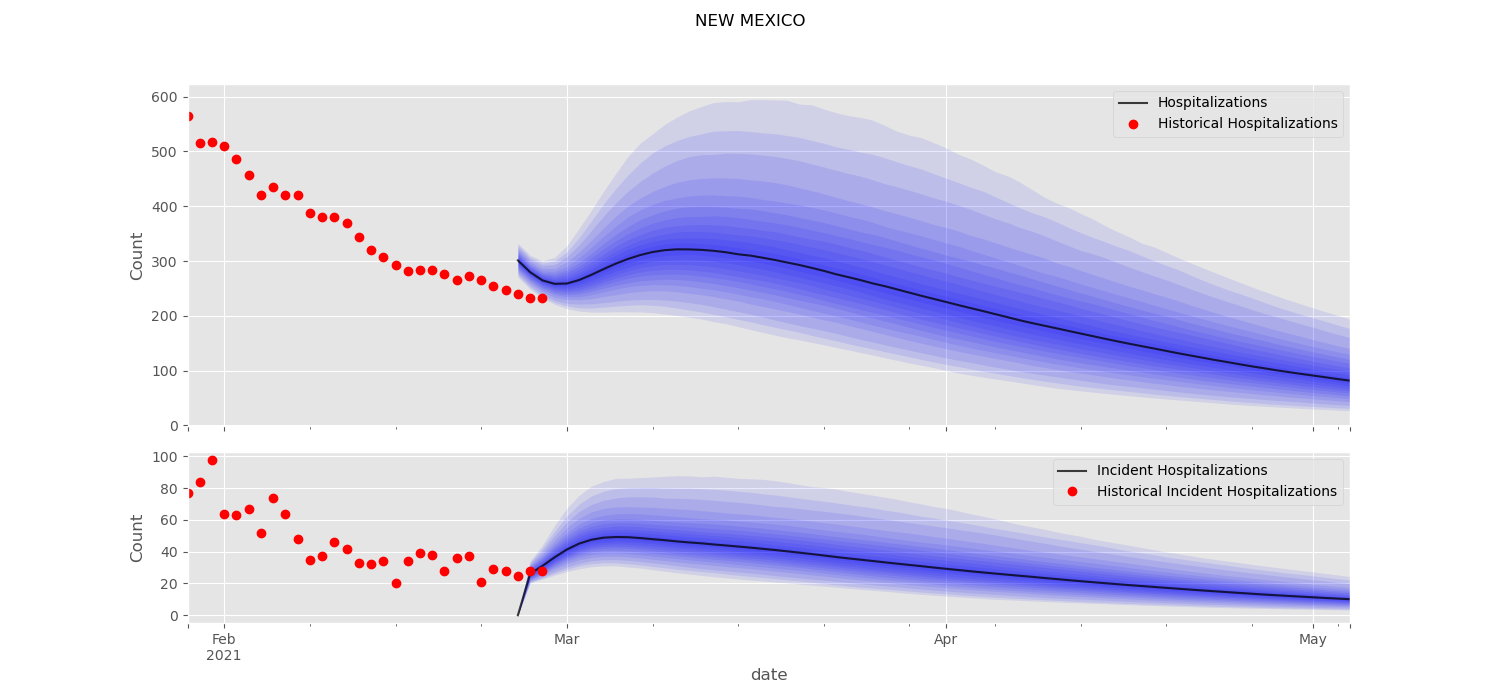 NEW MEXICO
600
500
400
300
200
100
0
Count
Hospitalizations
Historical Hospitalizations
100
80
60
40
20
0
Count
Incident Hospitalizations
Historical Incident Hospitalizations
Feb
2021
Mar
Apr
May
date